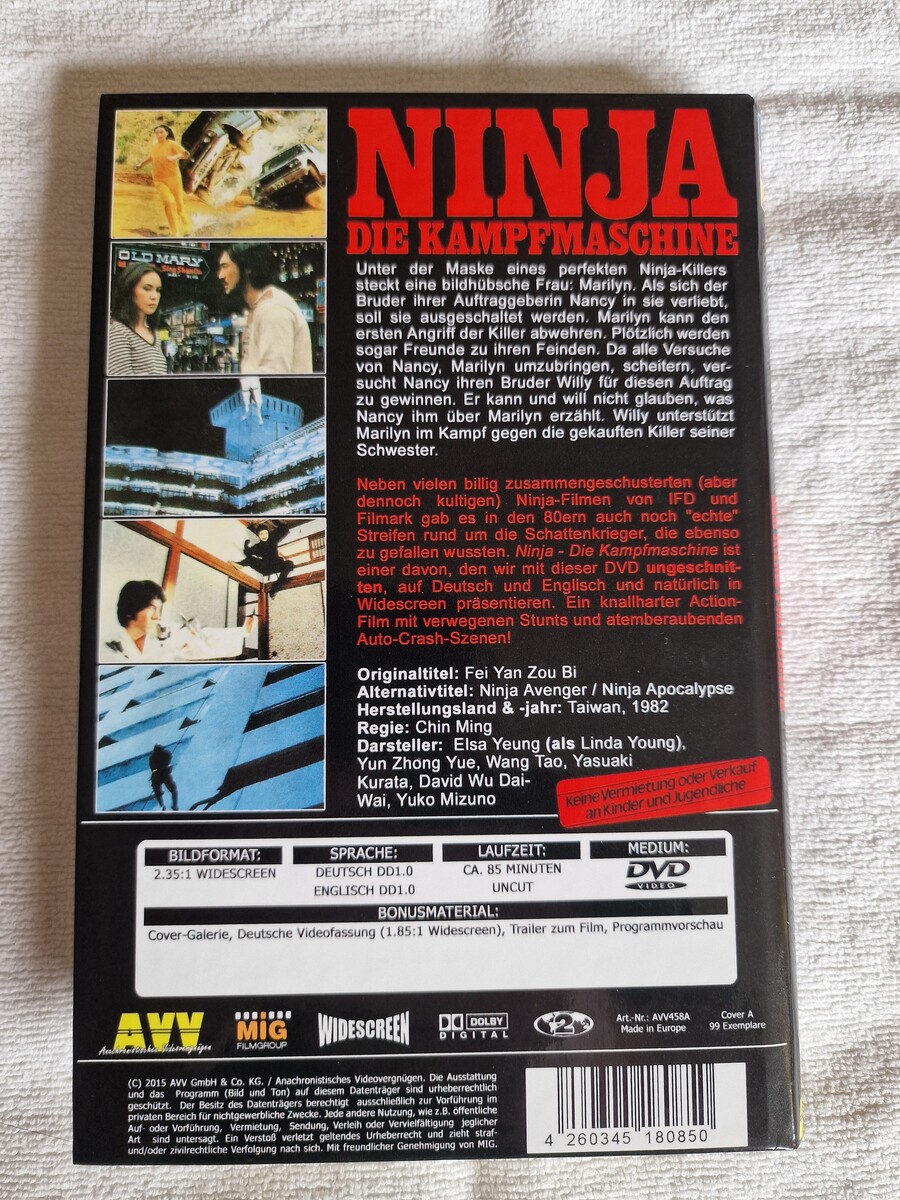 OLD MARY
NINJA
DIE KAMPFMASCHINE
Unter der Maske eines perfekten Ninja-Killers
steckt eine bildhübsche Frau: Marilyn. Als sich der
Bruder ihrer Auftraggeberin Nancy in sie verliebt,
soll sie ausgeschaltet werden. Marilyn kann den
ersten Angriff der Killer abwehren. Plötzlich werden
sogar Freunde zu ihren Feinden. Da alle Versuche
von Nancy, Marilyn umzubringen, scheitern, ver-
sucht Nancy ihren Bruder Willy für diesen Auftrag
zu gewinnen. Er kann und will nicht glauben, was
Nancy ihm über Marilyn erzählt. Willy unterstützt
Marilyn im Kampf gegen die gekauften Killer seiner
Schwester.
Neben vielen billig zusammengeschusterten (aber
dennoch kultigen) Ninja-Filmen von IFD und
Filmark gab es in den 80ern auch noch "echte"
Streifen rund um die Schattenkrieger, die ebenso
zu gefallen wussten. Ninja - Die Kampfmaschine ist
einer davon, den wir mit dieser DVD ungeschnit-
ten, auf Deutsch und Englisch und natürlich in
Widescreen präsentieren. Ein knallharter Action-
Film mit verwegenen Stunts und atemberaubenden
Auto-Crash-Szenen!
Originaltitel: Fei Yan Zou Bi
Alternativtitel: Ninja Avenger / Ninja Apocalypse
Herstellungsland & -jahr: Taiwan, 1982
Regie: Chin Ming
Darsteller: Elsa Yeung (als Linda Young),
Yun Zhong Yue, Wang Tao, Yasuaki
Kurata, David Wu Dai-
Wai, Yuko Mizuno
Keine Vermietung oder Verkauf
an Kinder und Jugendliche
BILDFORMAT:
2.35:1 WIDESCREEN
SPRACHE:
DEUTSCH DD1.0
ENGLISCH DD1.0
LAUFZEIT:
CA. 85 MINUTEN
UNCUT
MEDIUM:
DVD
VIDEO
BONUSMATERIAL:
Cover-Galerie, Deutsche Videofassung (1.85:1 Widescreen), Trailer zum Film, Programmvorschau
AVV
Anachronistisches Videovergnügen
MiG
FILMGROUP
WIDESCREEN
DOLBY
DIGITAL
2
Art.-Nr.: AVV458A
Made in Europe
Cover A
99 Exemplare
(C) 2015 AVV GmbH & Co. KG. / Anachronistisches Videovergnügen. Die Ausstattung
und das Programm (Bild und Ton) auf diesem Datenträger sind urheberrechtlich
geschützt. Der Besitz des Datenträgers berechtigt ausschließlich zur Vorführung im
privaten Bereich für nichtgewerbliche Zwecke. Jede andere Nutzung, wie z.B. öffentliche
Auf- oder Vorführung, Vermietung, Sendung, Verleih oder Vervielfältigung jeglicher
Art sind untersagt. Ein Verstoß verletzt geltendes Urheberrecht und zieht straf-
und/oder zivilrechtliche Verfolgung nach sich. Mit freundlicher Genehmigung von MIG.
4 260345 180850